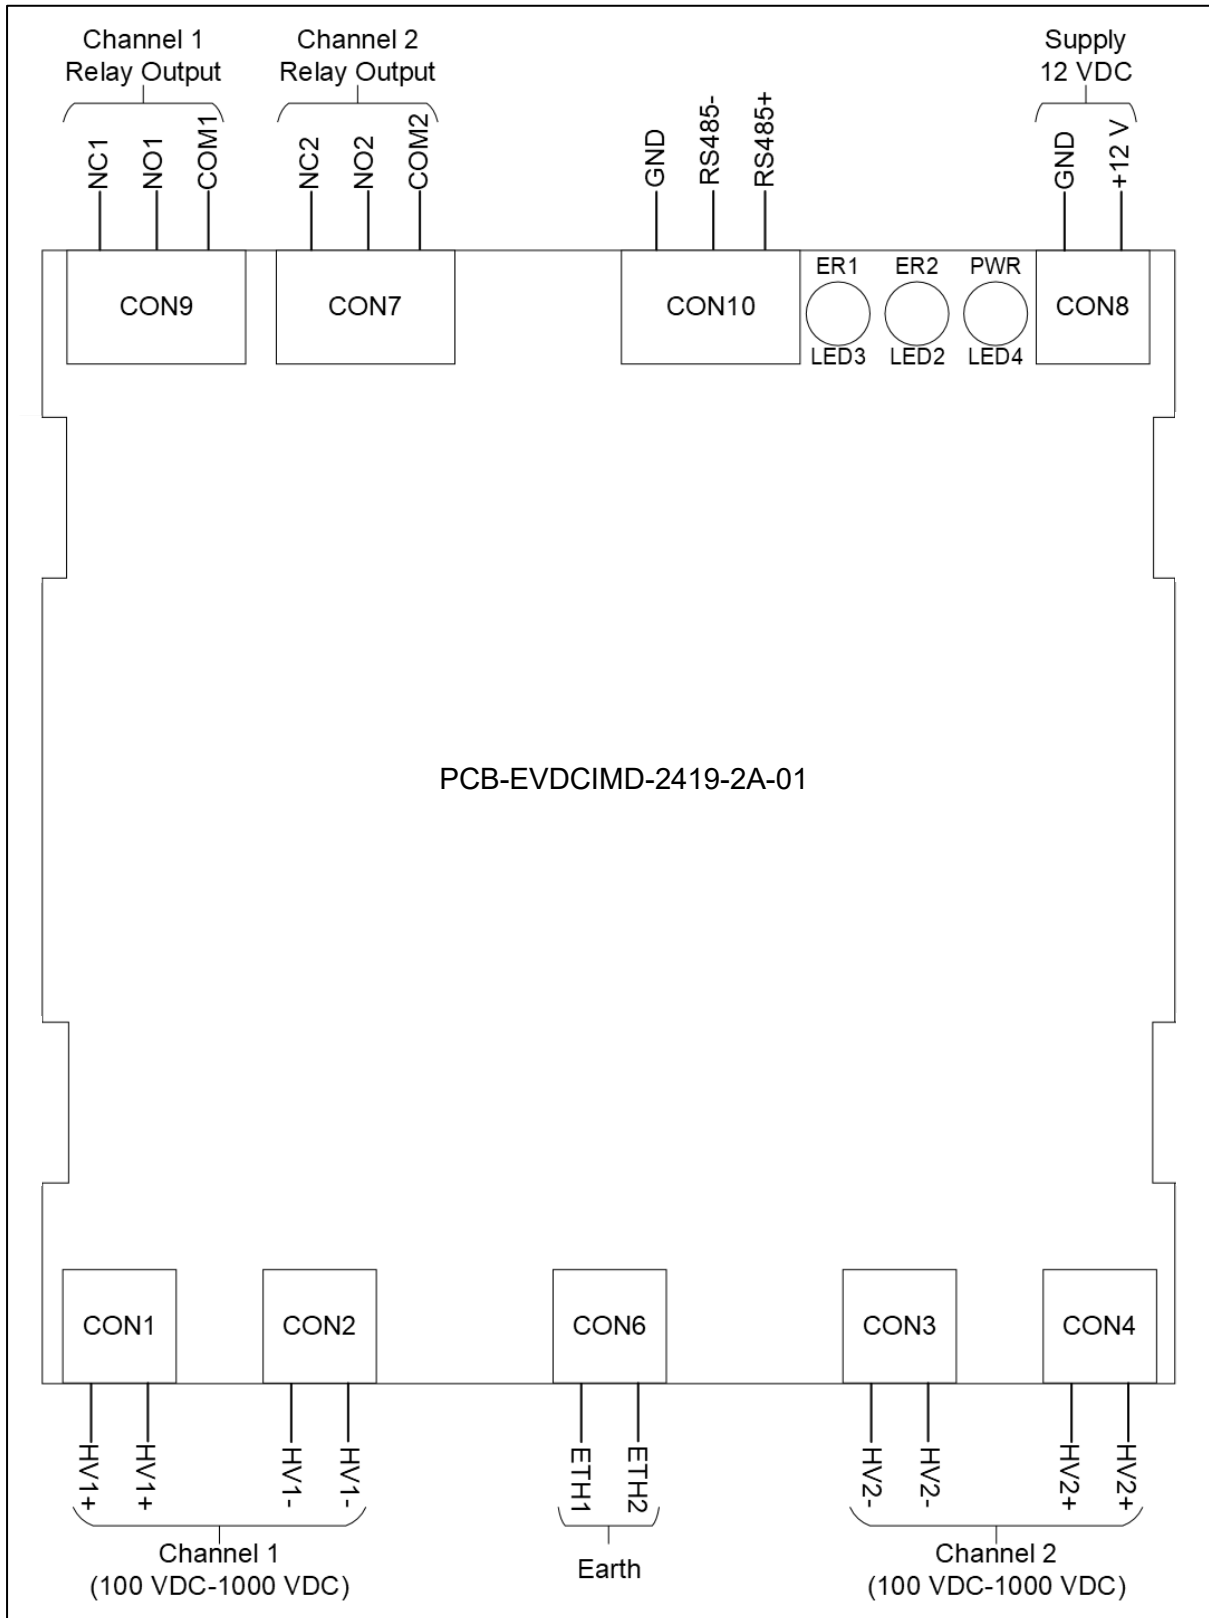 Channel 1
Relay Output
Channel 2
Relay Output
Supply
12 VDC
NC1
NO1
COM1
NC2
NO2
COM2
GND
RS485-
RS485+
GND
+12 V
CON9
CON7
CON10
ER1
LED3
ER2
LED2
PWR
LED4
CON8
PCB-EVDCIMD-2419-2A-01
CON1
CON2
CON6
CON3
CON4
HV1+
HV1+
HV1-
HV1-
ETH1
ETH2
HV2-
HV2-
HV2+
HV2+
Channel 1
(100 VDC-1000 VDC)
Earth
Channel 2
(100 VDC-1000 VDC)